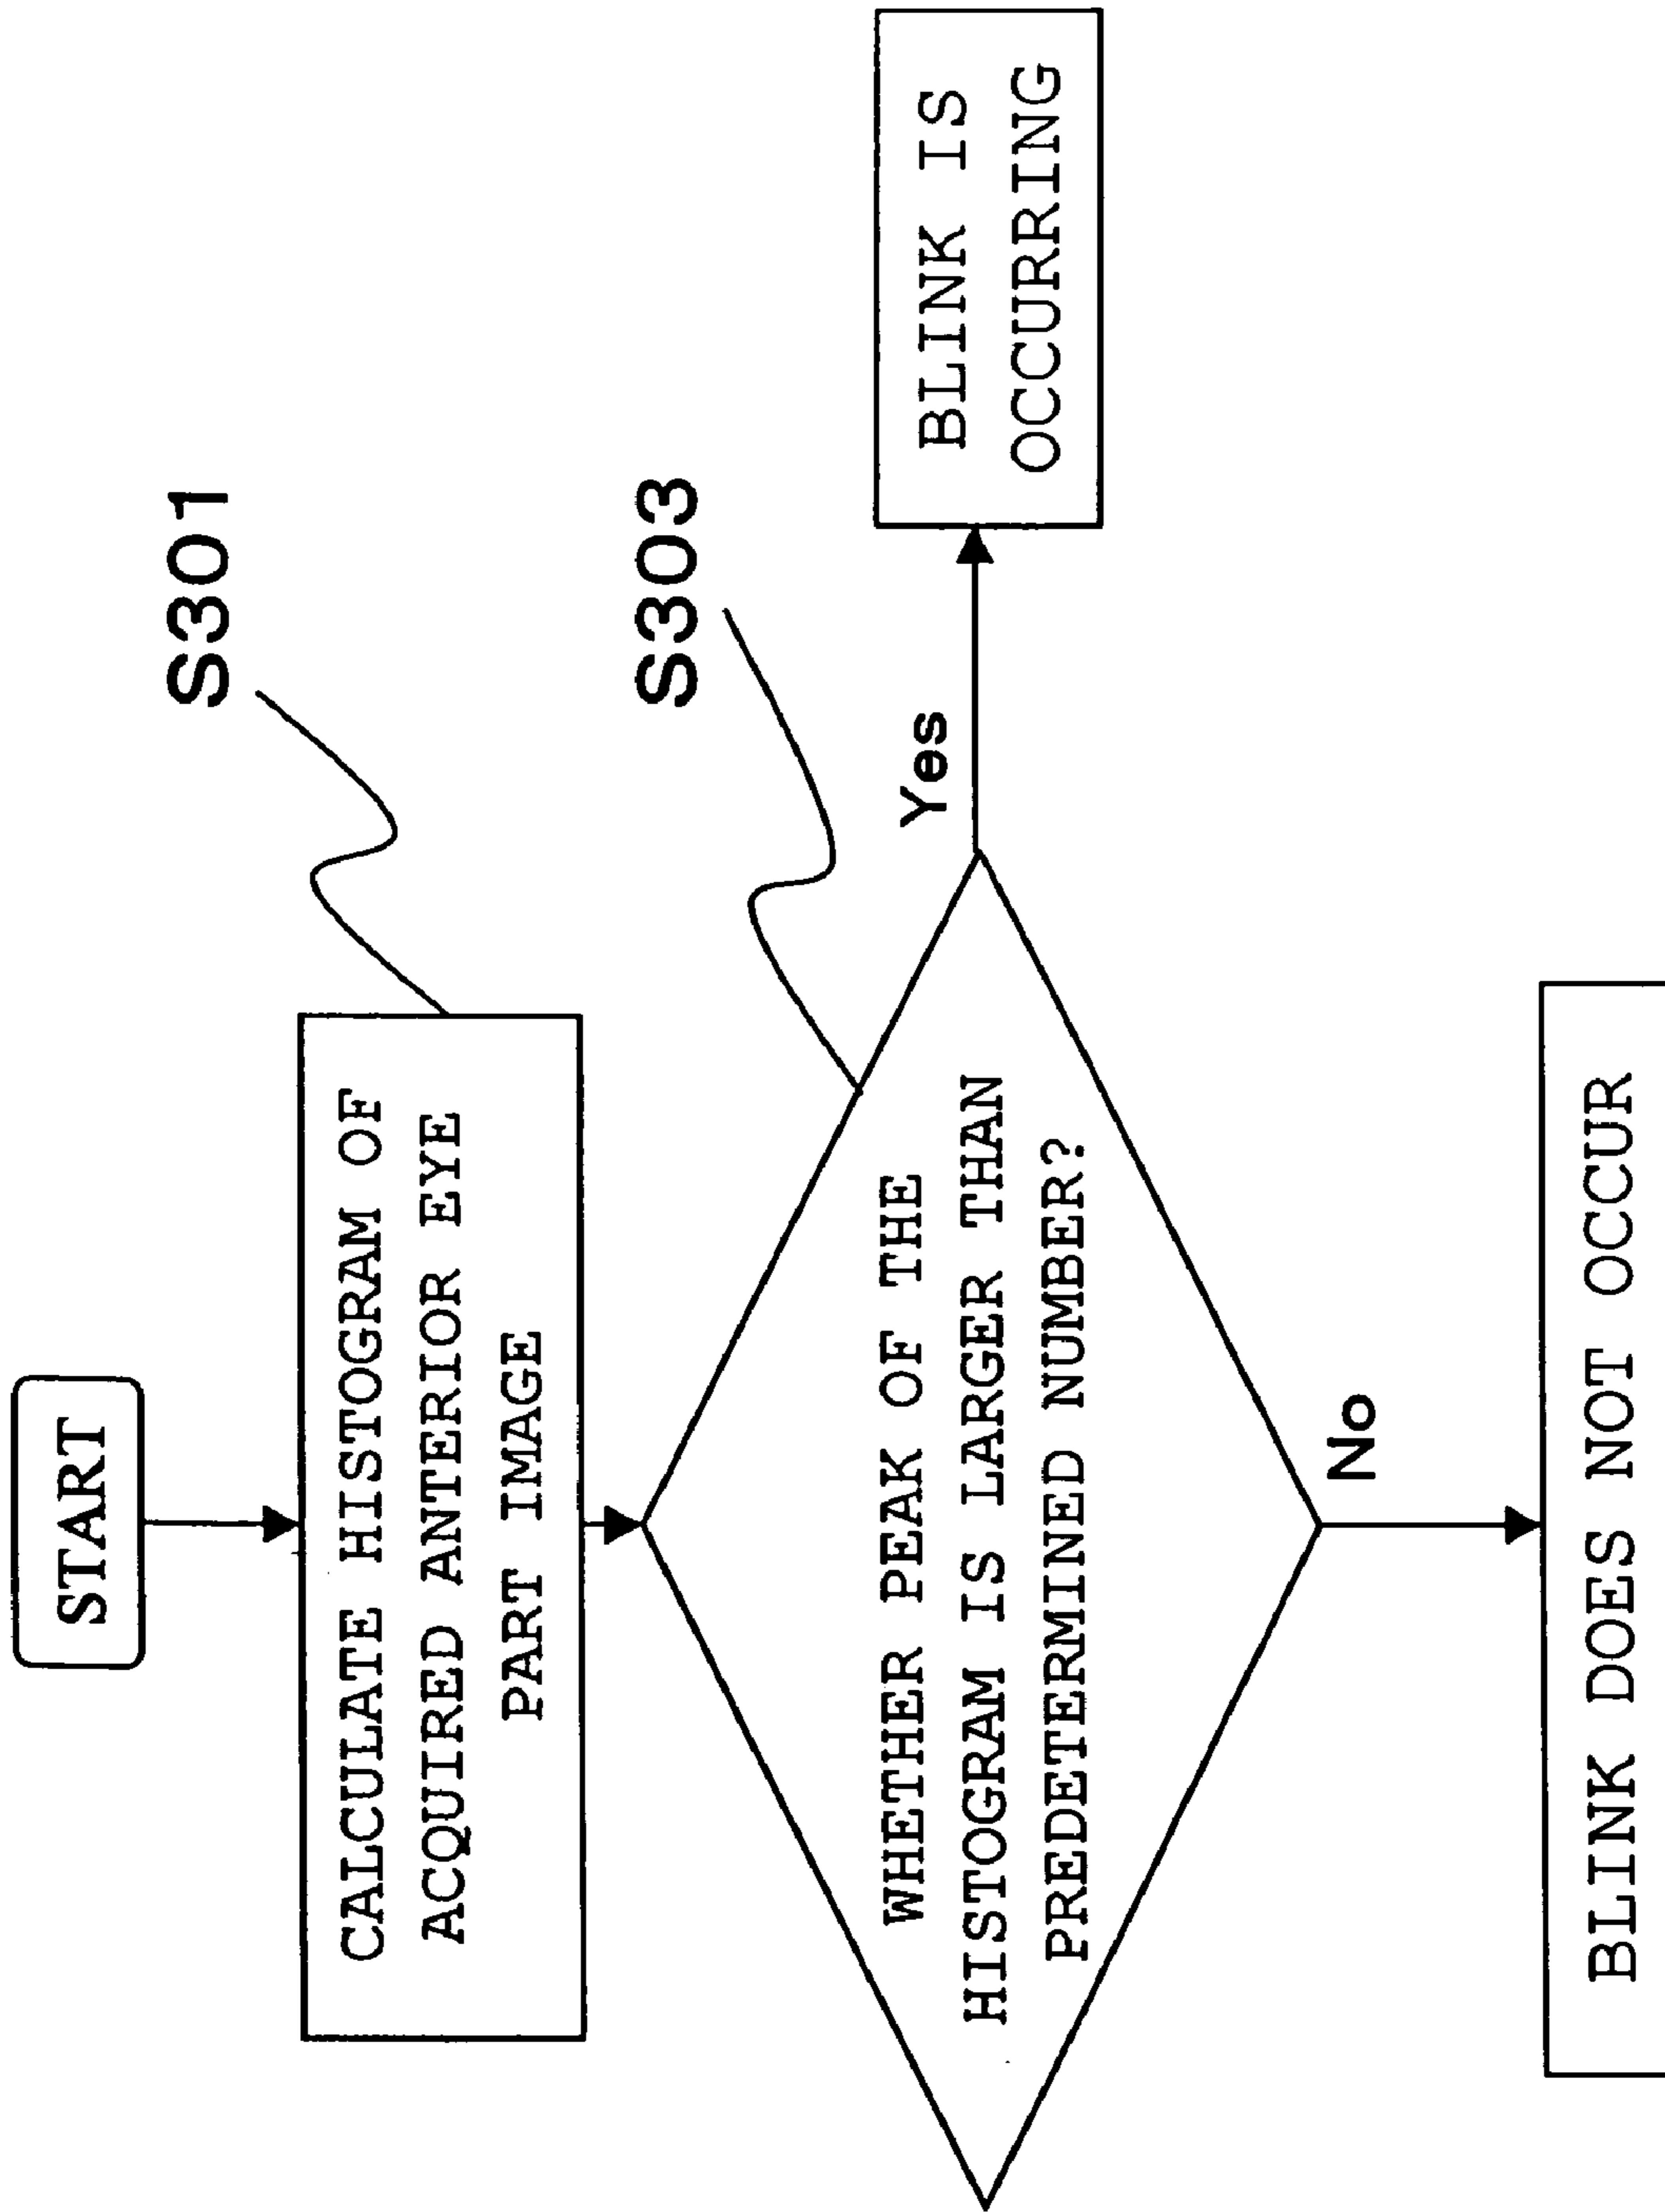 START
CALCULATE HISTOGRAM OF
ACQUIRED ANTERIOR EYE
PART IMAGE
S301
WHETHER PEAK OF THE
HISTOGRAM IS LARGER THAN
PREDETERMINED NUMBER?
S303
Yes
BLINK IS
OCCURRING
No
BLINK DOES NOT OCCUR